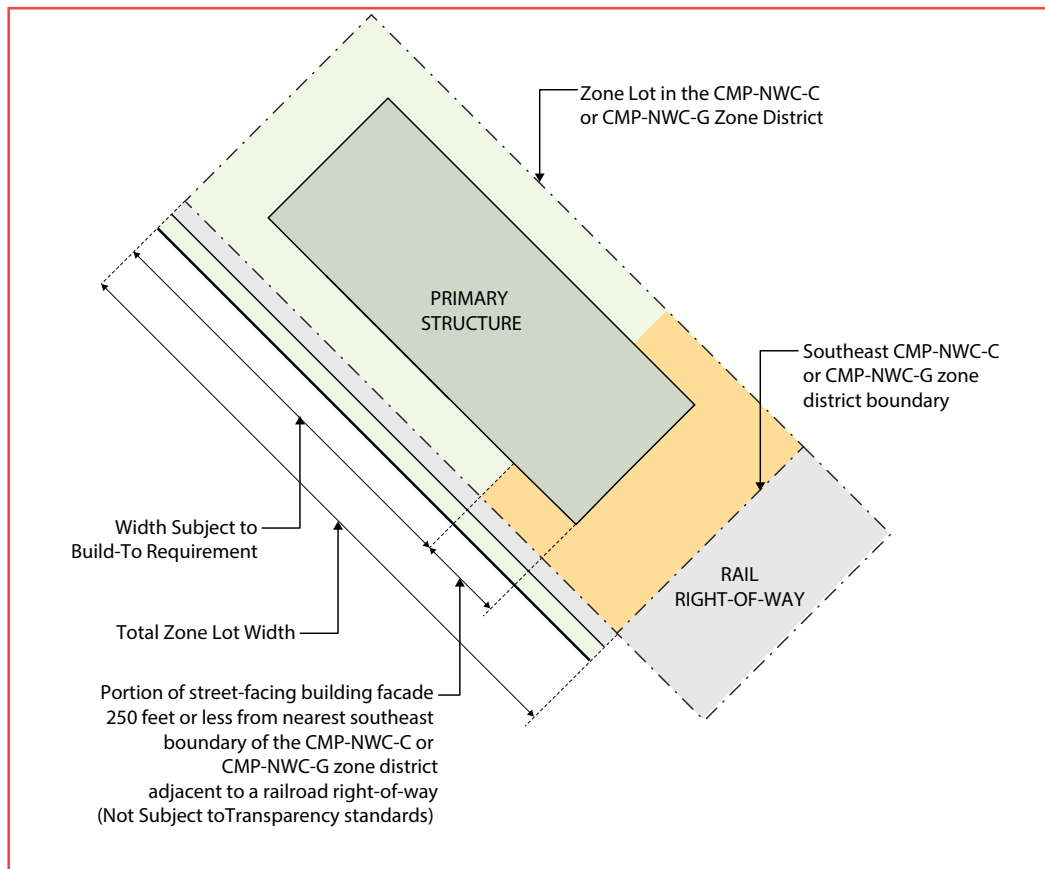 Zone Lot in the CMP-NWC-C
or CMP-NWC-G Zone District
PRIMARY
STRUCTURE
Southeast CMP-NWC-C
or CMP-NWC-G zone
district boundary
Width Subject to
Build-To Requirement
RAIL
RIGHT-OF-WAY
Total Zone Lot Width
Portion of street-facing building facade
250 feet or less from nearest southeast
boundary of the CMP-NWC-C or
CMP-NWC-G zone district
adjacent to a railroad right-of-way
(Not Subject toTransparency standards)